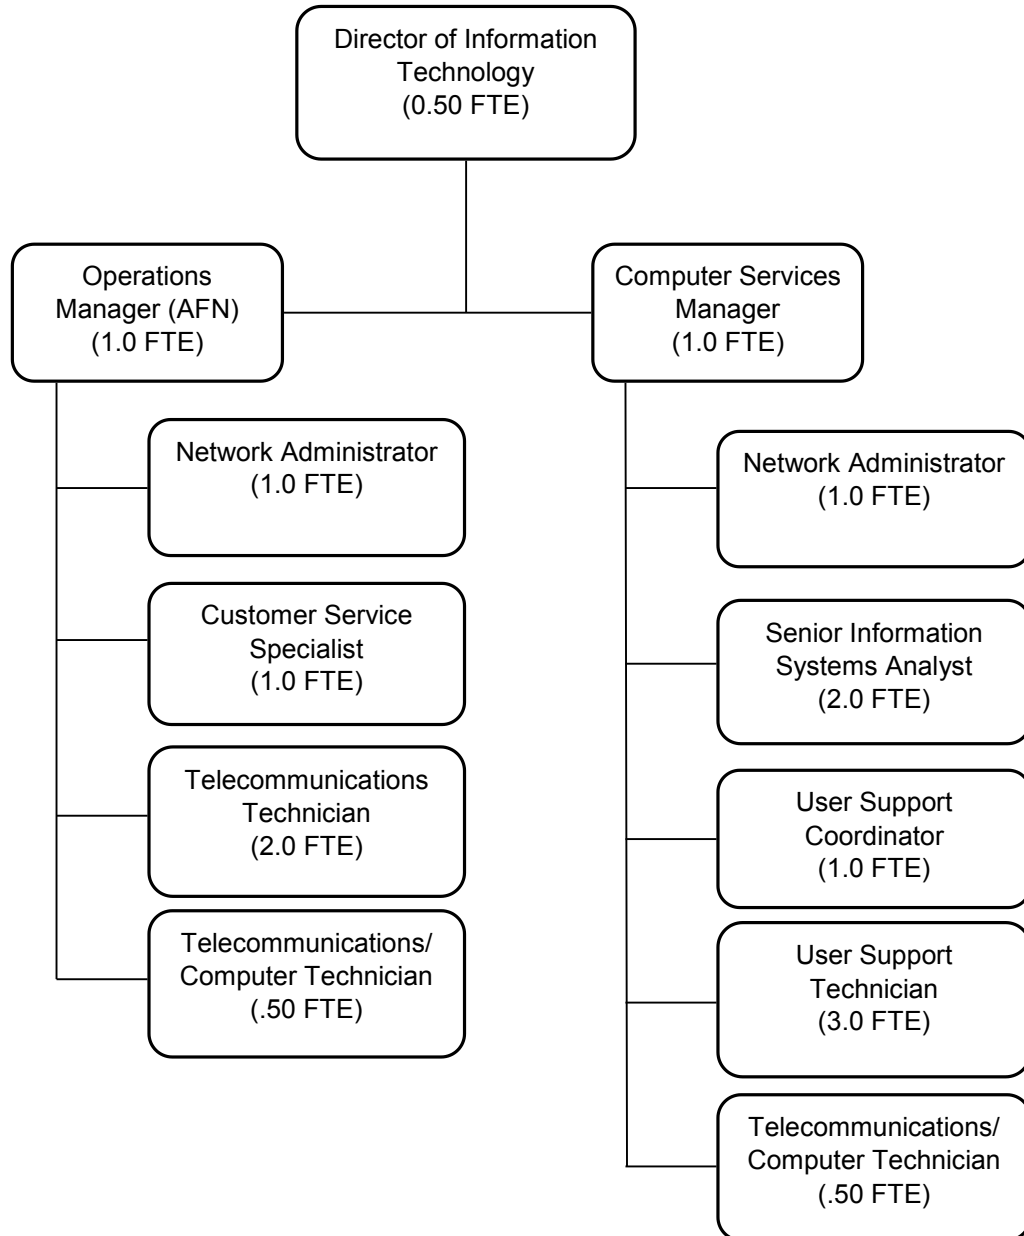 Director of Information
Technology
(0.50 FTE)
Operations
Manager (AFN)
(1.0 FTE)
Computer Services
Manager
(1.0 FTE)
Network Administrator
(1.0 FTE)
Customer Service
Specialist
(1.0 FTE)
Telecommunications
Technician
(2.0 FTE)
Telecommunications/
Computer Technician
(.50 FTE)
Network Administrator
(1.0 FTE)
Senior Information
Systems Analyst
(2.0 FTE)
User Support
Coordinator
(1.0 FTE)
User Support
Technician
(3.0 FTE)
Telecommunications/
Computer Technician
(.50 FTE)